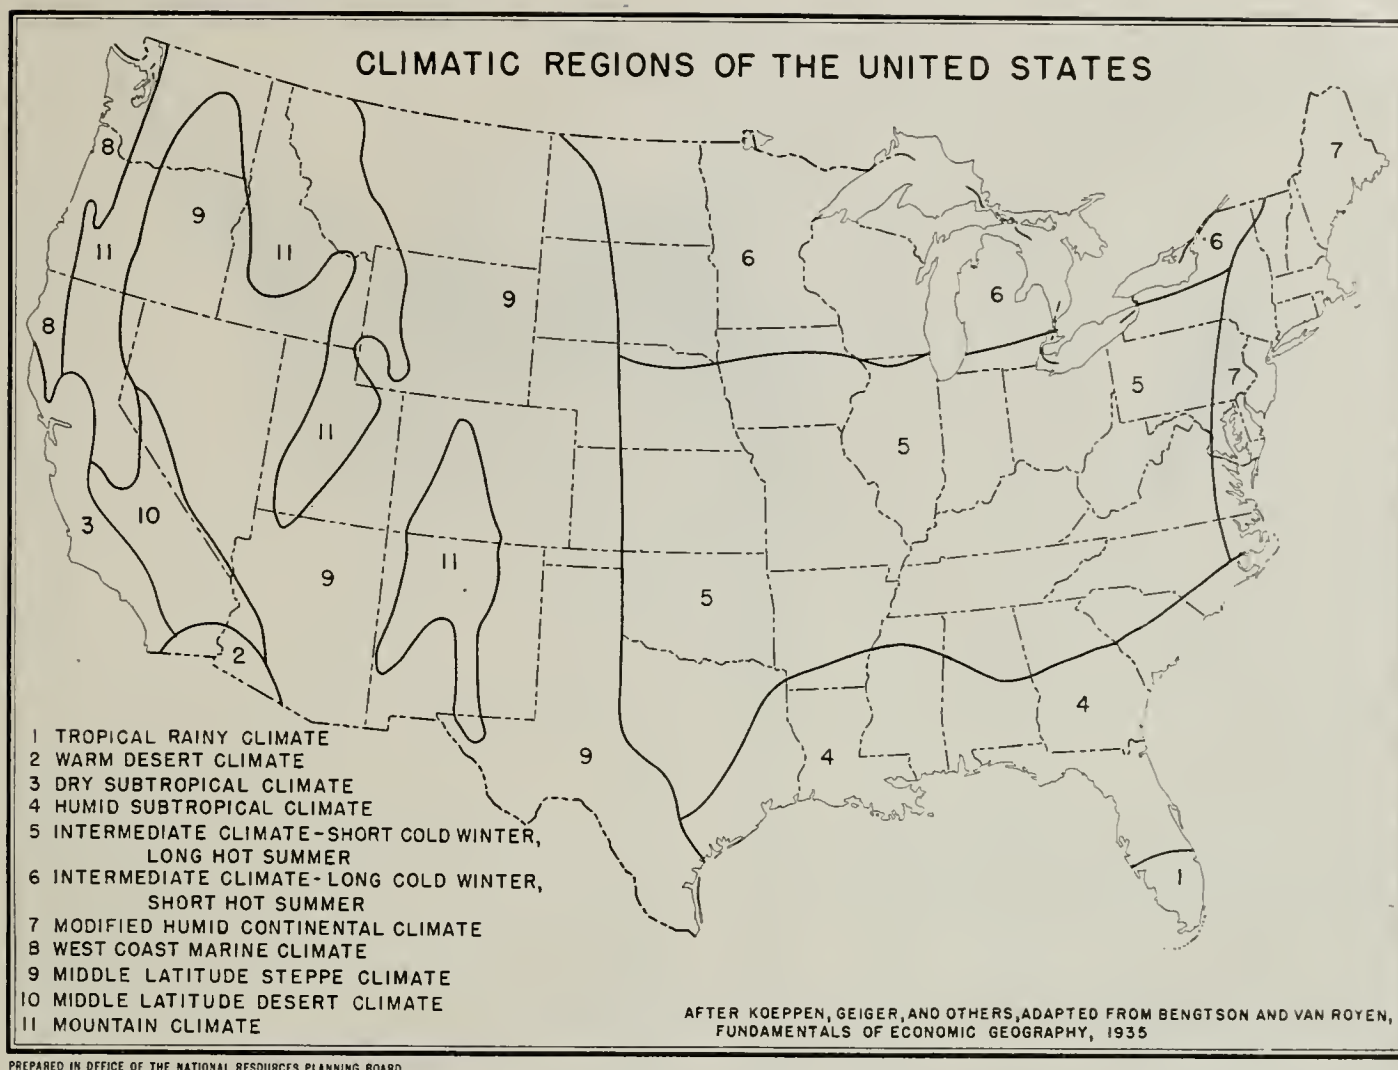 CLIMATIC REGIONS OF THE UNITED STATES
7
8
9
6
6
11
11
6
9
8
5
7
11
5
10
3
9
11
5
2
4
9
4
1
1 TROPICAL RAINY CLIMATE
2 WARM DESERT CLIMATE
3 DRY SUBTROPICAL CLIMATE
4 HUMID SUBTROPICAL CLIMATE
5 INTERMEDIATE CLIMATE-SHORT COLD WINTER,
LONG HOT SUMMER
6 INTERMEDIATE CLIMATE-LONG COLD WINTER,
SHORT HOT SUMMER
7 MODIFIED HUMID CONTINENTAL CLIMATE
8 WEST COAST MARINE CLIMATE
9 MIDDLE LATITUDE STEPPE CLIMATE
10 MIDDLE LATITUDE DESERT CLIMATE
11 MOUNTAIN CLIMATE
AFTER KOEPPEN, GEIGER, AND OTHERS, ADAPTED FROM BENGTSON AND VAN ROYEN,
FUNDAMENTALS OF ECONOMIC GEOGRAPHY, 1935
PREPARED IN OFFICE OF THE NATIONAL RESOURCES PLANNING BOARD